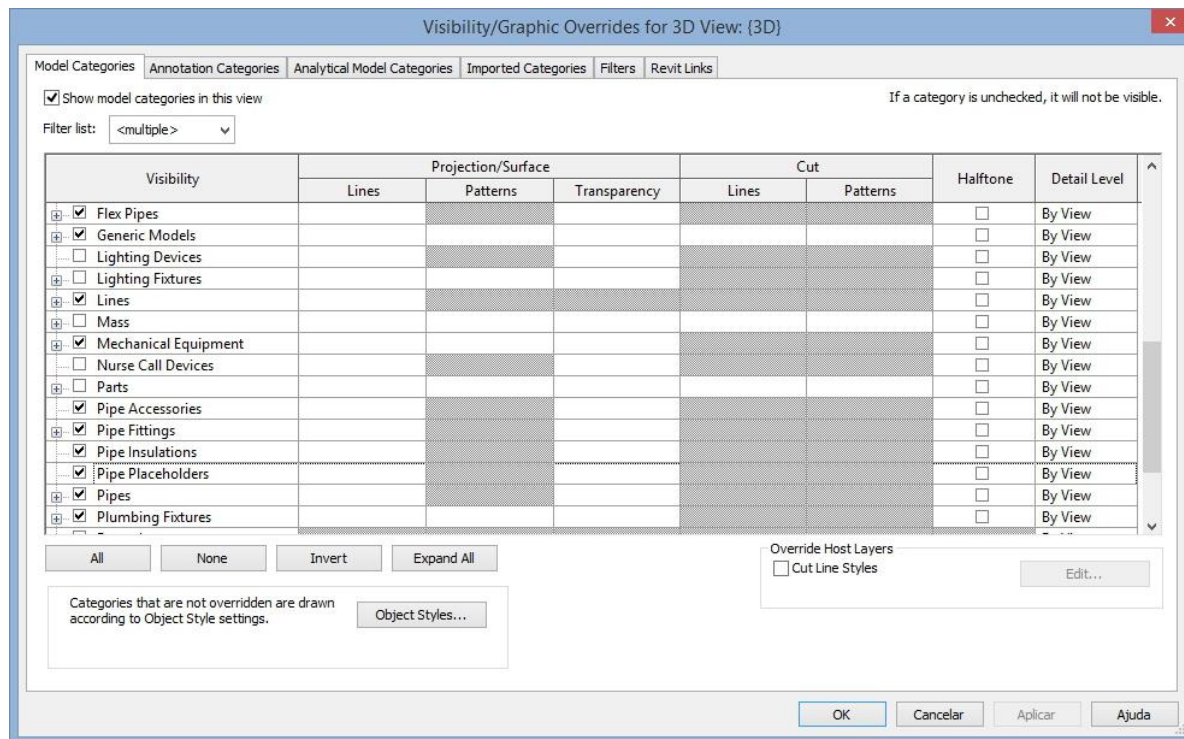 Visibility/Graphic Overrides for 3D View: {3D}
Model Categories Annotation Categories Analytical Model Categories Imported Categories Filters Revit Links
Show model categories in this view If a category is unchecked, it will not be visible.
Filter list: <multiple>
Visibility Projection/Surface Cut Halftone Detail Level
Lines Patterns Transparency Lines Patterns
Flex Pipes By View
Generic Models By View
Lighting Devices By View
Lighting Fixtures By View
Lines By View
Mass By View
Mechanical Equipment By View
Nurse Call Devices By View
Parts By View
Pipe Accessories By View
Pipe Fittings By View
Pipe Insulations By View
Pipe Placeholders By View
Pipes By View
Plumbing Fixtures By View
All None Invert Expand All
Override Host Layers
Cut Line Styles Edit...
Categories that are not overridden are drawn
according to Object Style settings. Object Styles...
OK Cancelar Aplicar Ajuda